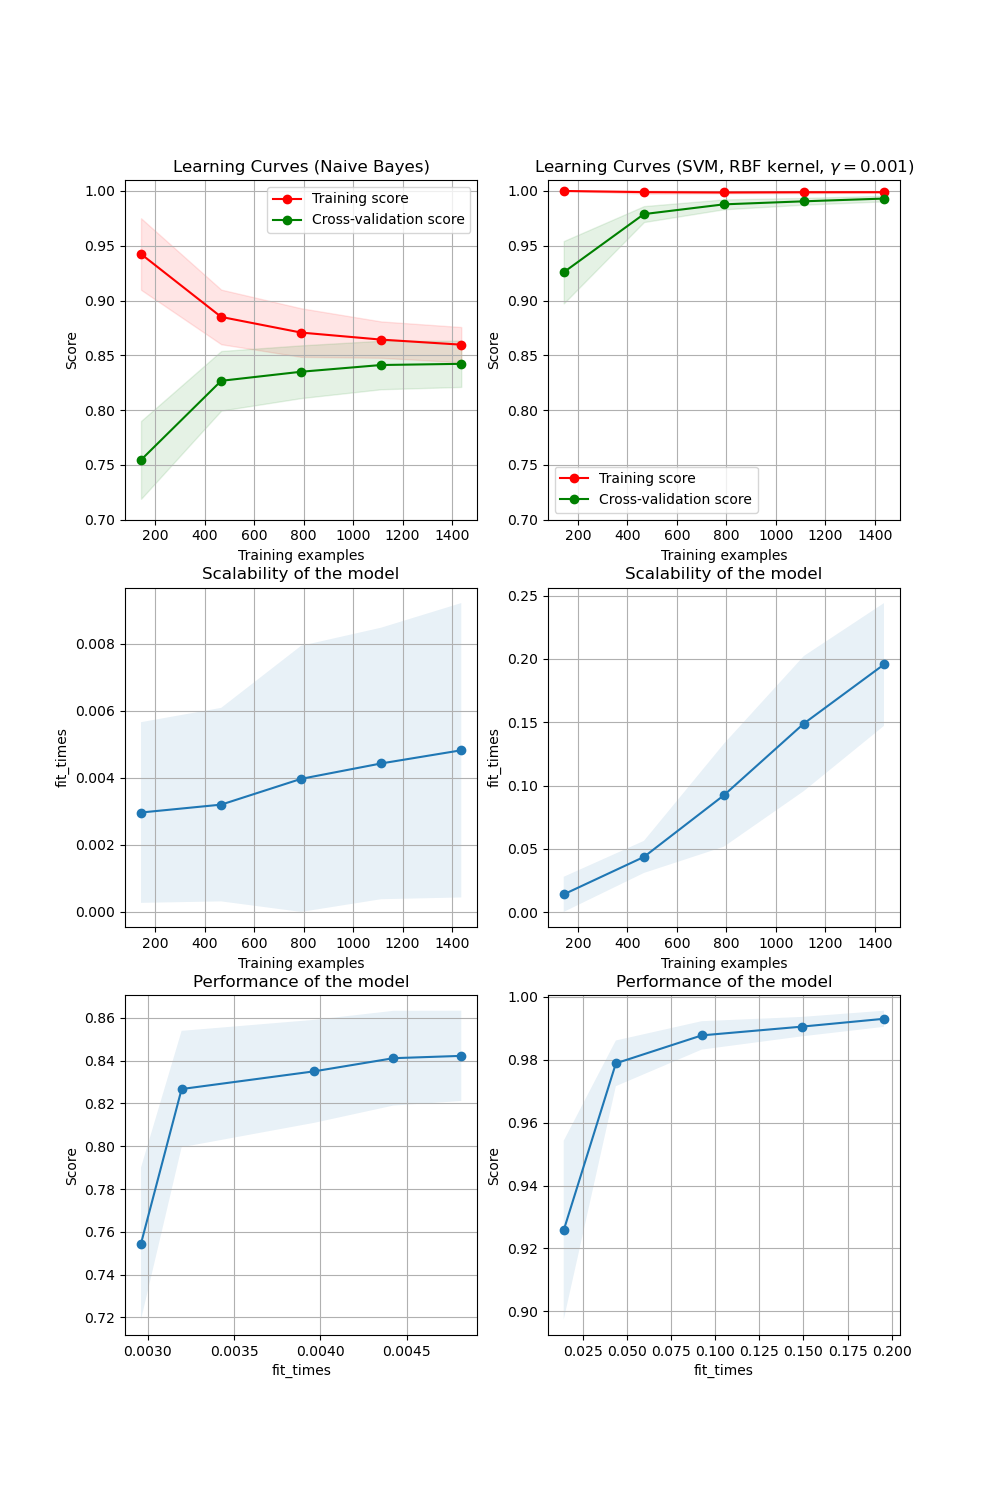 Learning Curves (Naive Bayes)
Score
1.00
0.95
0.90
0.85
0.80
0.75
0.70
Training score
Cross-validation score
200 400 600 800 1000 1200 1400
Training examples
Learning Curves (SVM, RBF kernel, γ = 0.001)
Score
1.00
0.95
0.90
0.85
0.80
0.75
0.70
Training score
Cross-validation score
200 400 600 800 1000 1200 1400
Training examples
Scalability of the model
fit_times
0.008
0.006
0.004
0.002
0.000
200 400 600 800 1000 1200 1400
Training examples
Scalability of the model
fit_times
0.25
0.20
0.15
0.10
0.05
0.00
200 400 600 800 1000 1200 1400
Training examples
Performance of the model
Score
0.86
0.84
0.82
0.80
0.78
0.76
0.74
0.72
0.0030 0.0035 0.0040 0.0045
fit_times
Performance of the model
Score
1.00
0.98
0.96
0.94
0.92
0.90
0.025 0.050 0.075 0.100 0.125 0.150 0.175 0.200
fit_times